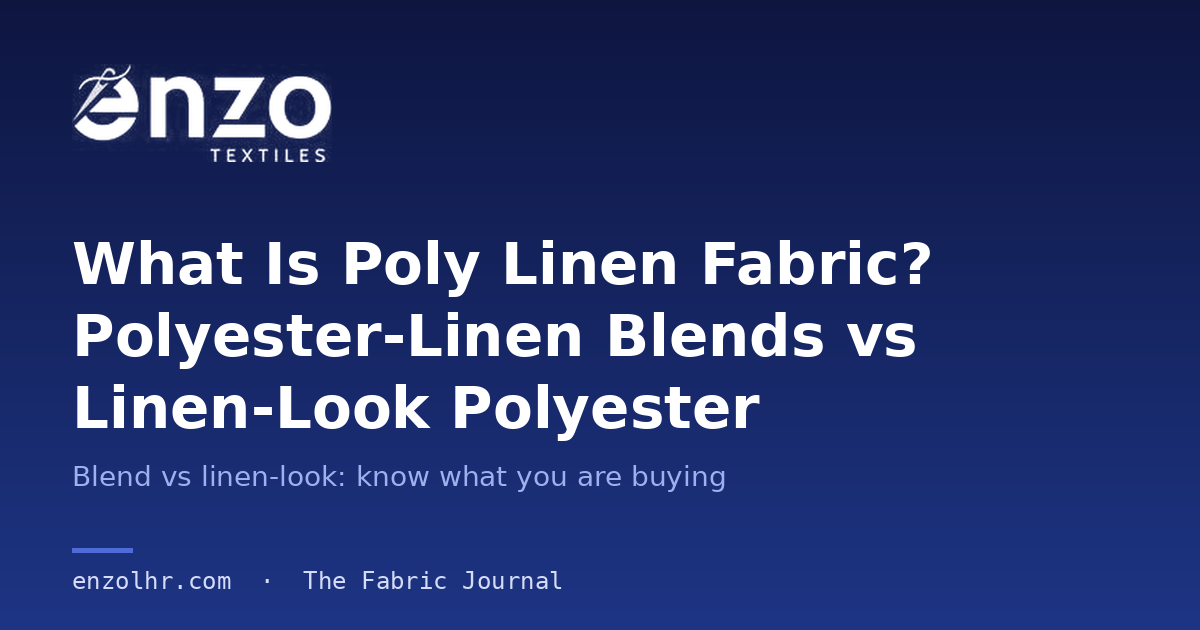 enzo
TEXTILES
What Is Poly Linen Fabric?
Polyester-Linen Blends vs
Linen-Look Polyester
Blend vs linen-look: know what you are buying
enzolhr.com · The Fabric Journal